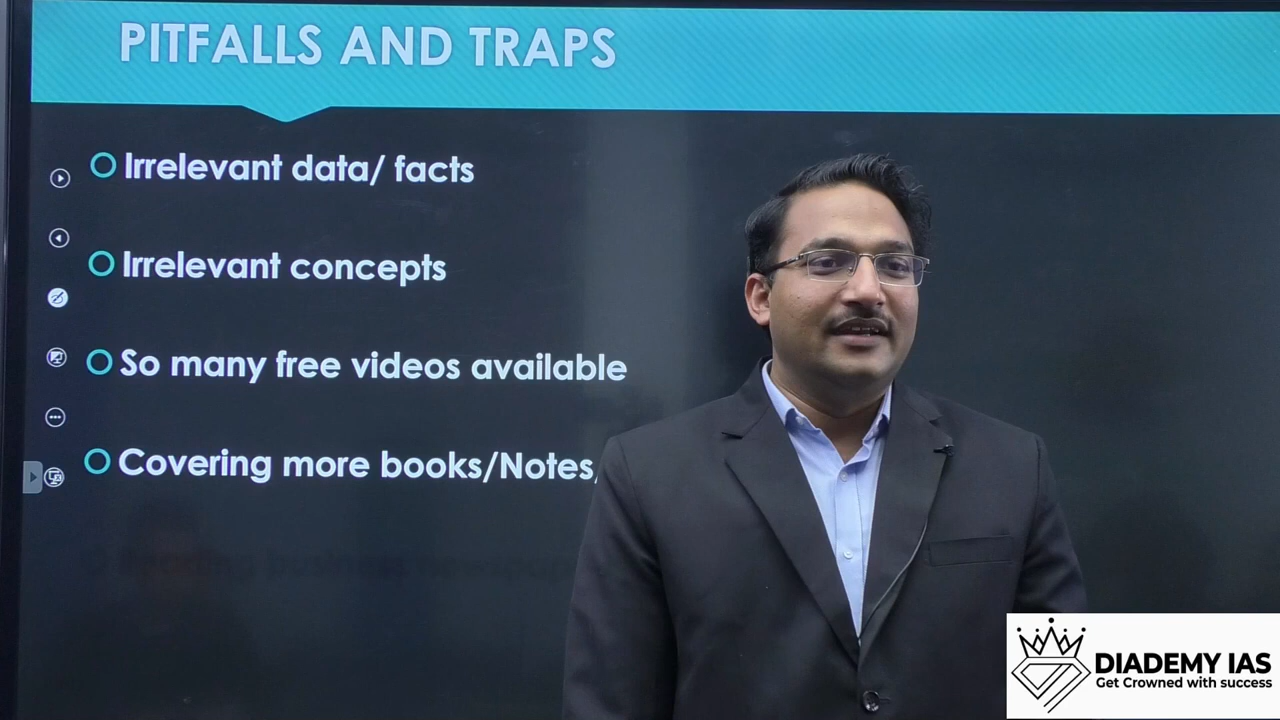 PITFALLS AND TRAPS
Irrelevant data/ facts
Irrelevant concepts
So many free videos available
Covering more books/Notes/
DIADEMY IAS
Get Crowned with success